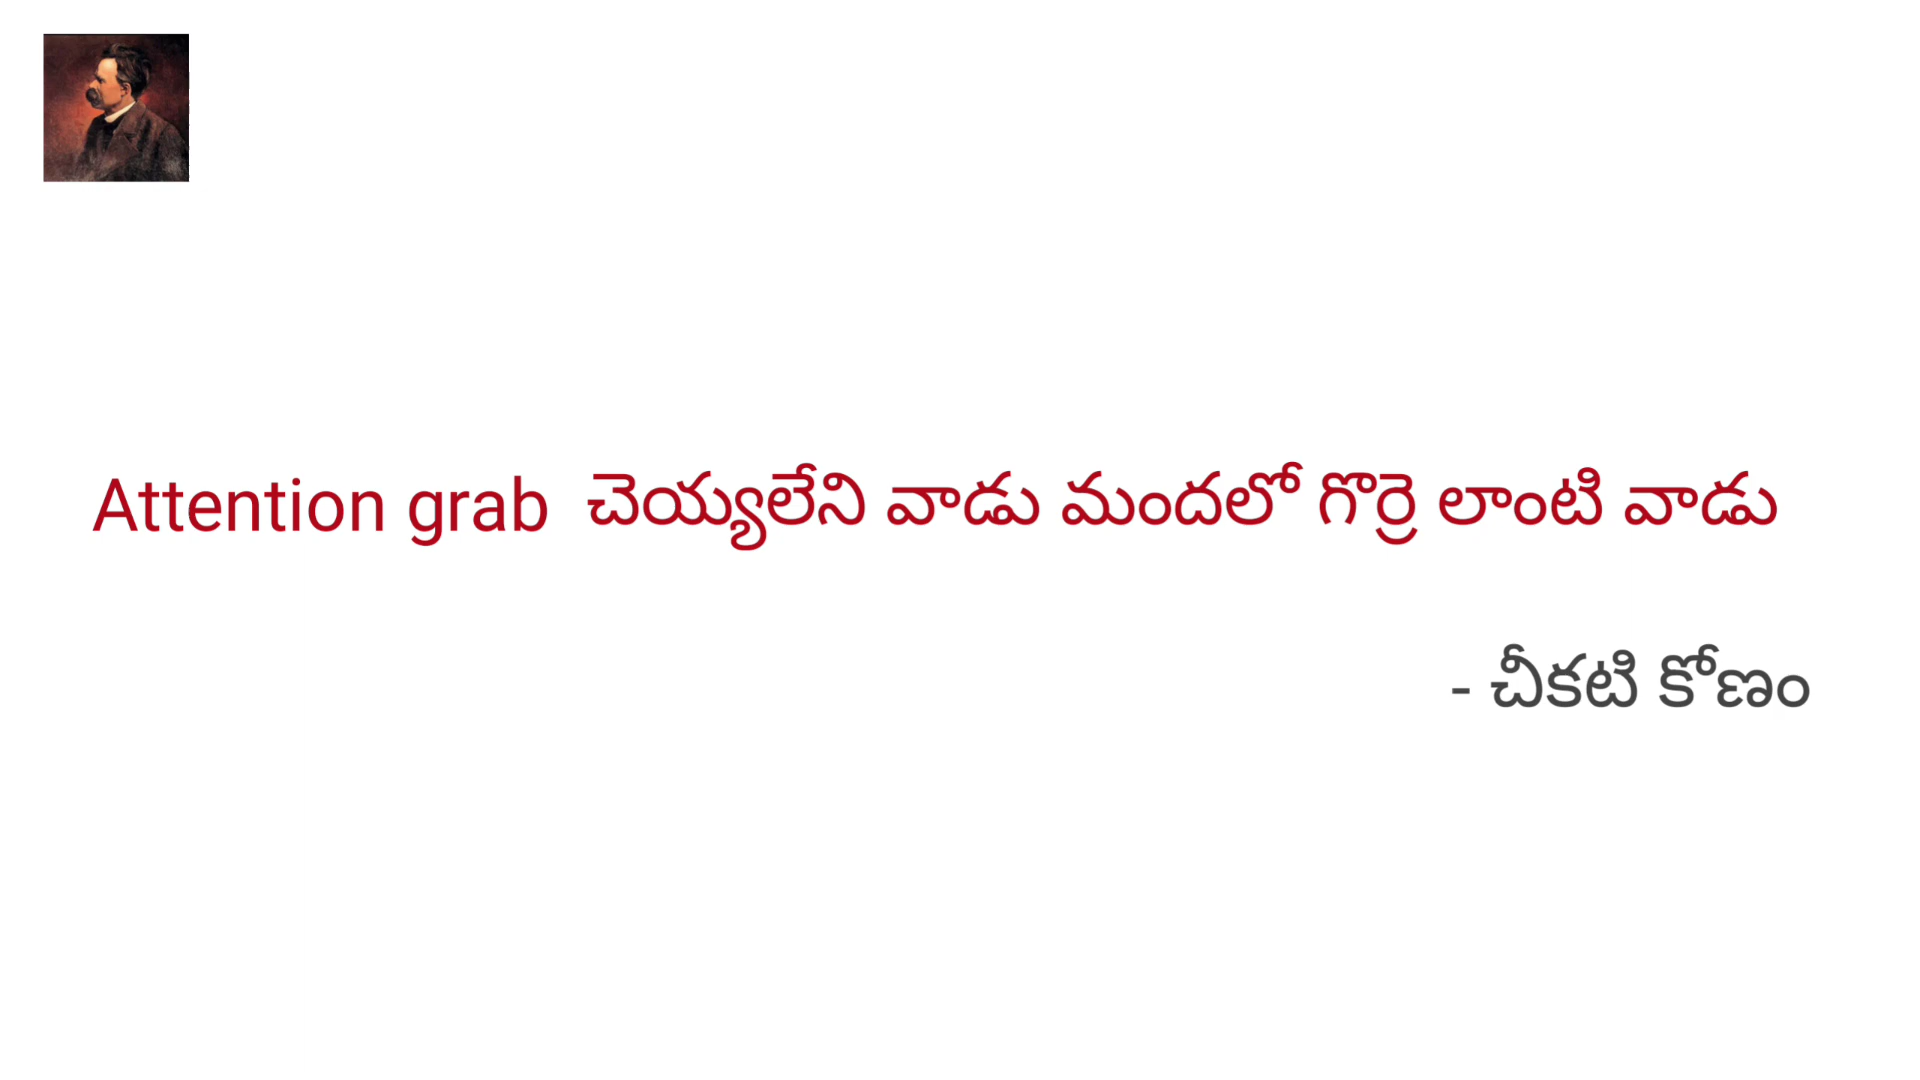 Attention grab చెయ్యలేని వాడు మందలో గొర్రె లాంటి వాడు
- చీకటి కోణం